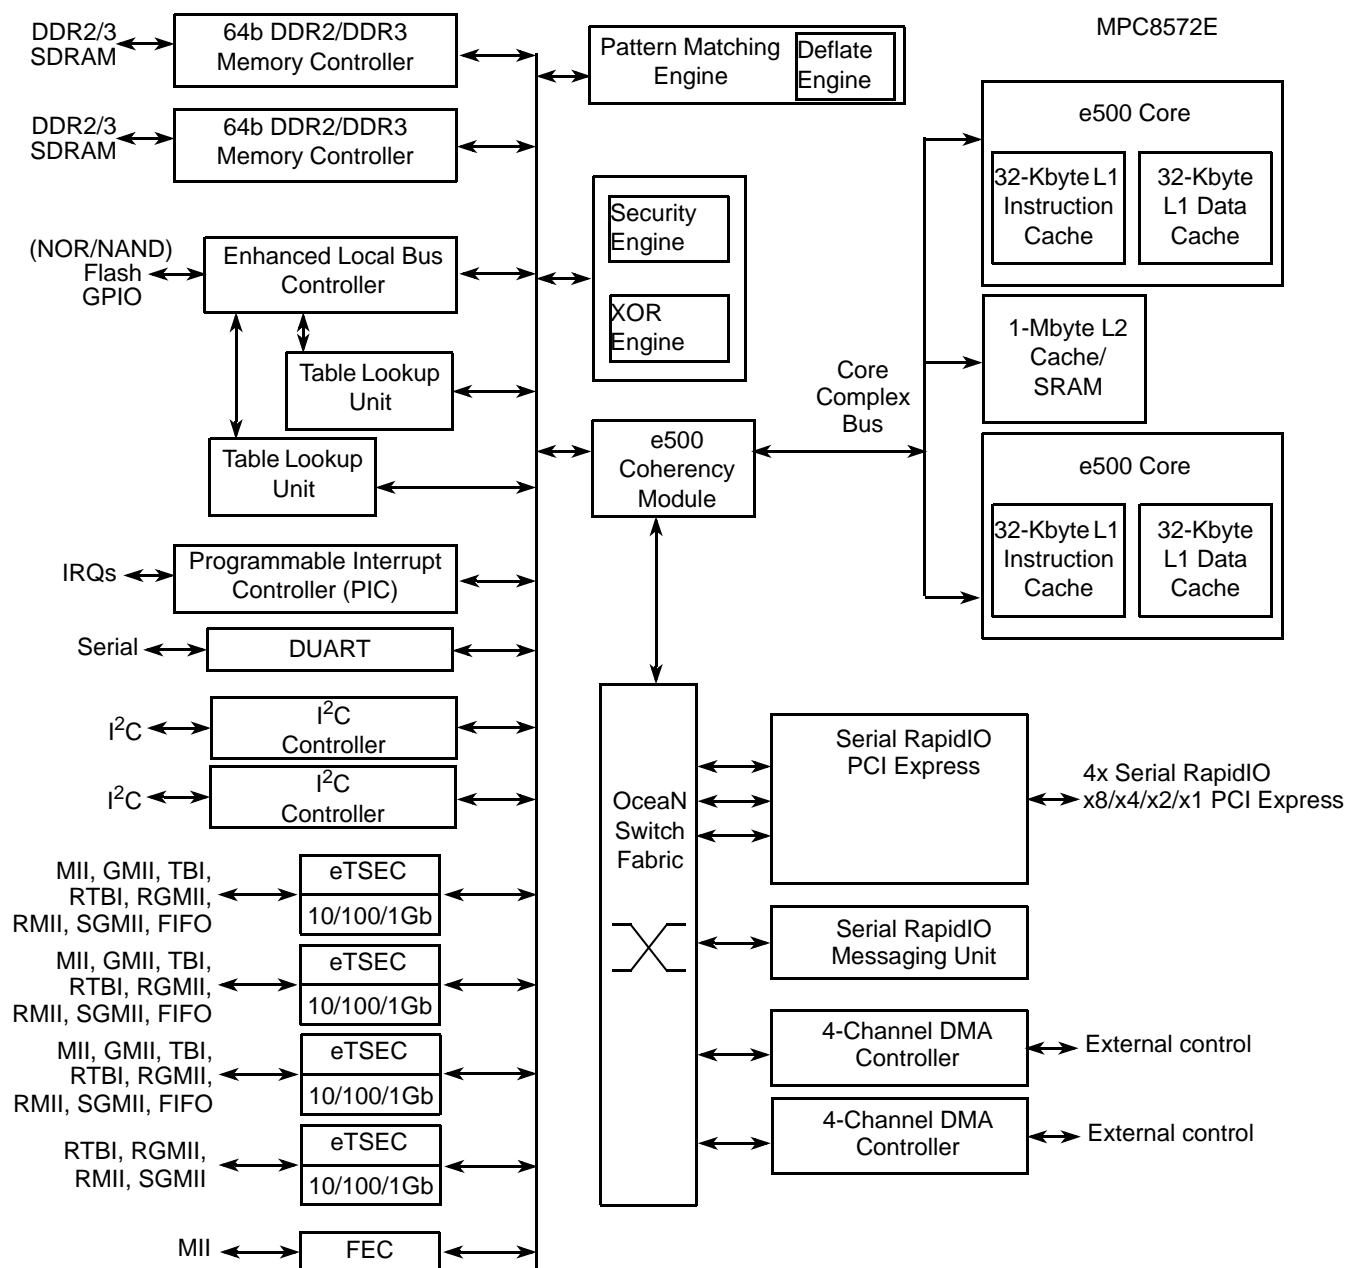 MPC8572E
DDR2/3
SDRAM
64b DDR2/DDR3
Memory Controller
DDR2/3
SDRAM
64b DDR2/DDR3
Memory Controller
(NOR/NAND)
Flash
GPIO
Enhanced Local Bus
Controller
Table Lookup
Unit
Table Lookup
Unit
IRQs
Programmable Interrupt
Controller (PIC)
Serial
DUART
I²C
I²C
Controller
I²C
I²C
Controller
MII, GMII, TBI,
RTBI, RGMII,
RMII, SGMII, FIFO
eTSEC
10/100/1Gb
MII, GMII, TBI,
RTBI, RGMII,
RMII, SGMII, FIFO
eTSEC
10/100/1Gb
MII, GMII, TBI,
RTBI, RGMII,
RMII, SGMII, FIFO
eTSEC
10/100/1Gb
RTBI, RGMII,
RMII, SGMII
eTSEC
10/100/1Gb
MII
FEC
Pattern Matching
Engine
Deflate
Engine
Security
Engine
XOR
Engine
e500
Coherency
Module
Core
Complex
Bus
e500 Core
32-Kbyte L1
Instruction
Cache
32-Kbyte
L1 Data
Cache
1-Mbyte L2
Cache/
SRAM
e500 Core
32-Kbyte L1
Instruction
Cache
32-Kbyte
L1 Data
Cache
OceaN
Switch
Fabric
Serial RapidIO
PCI Express
4x Serial RapidIO
x8/x4/x2/x1 PCI Express
Serial RapidIO
Messaging Unit
4-Channel DMA
Controller
External control
4-Channel DMA
Controller
External control